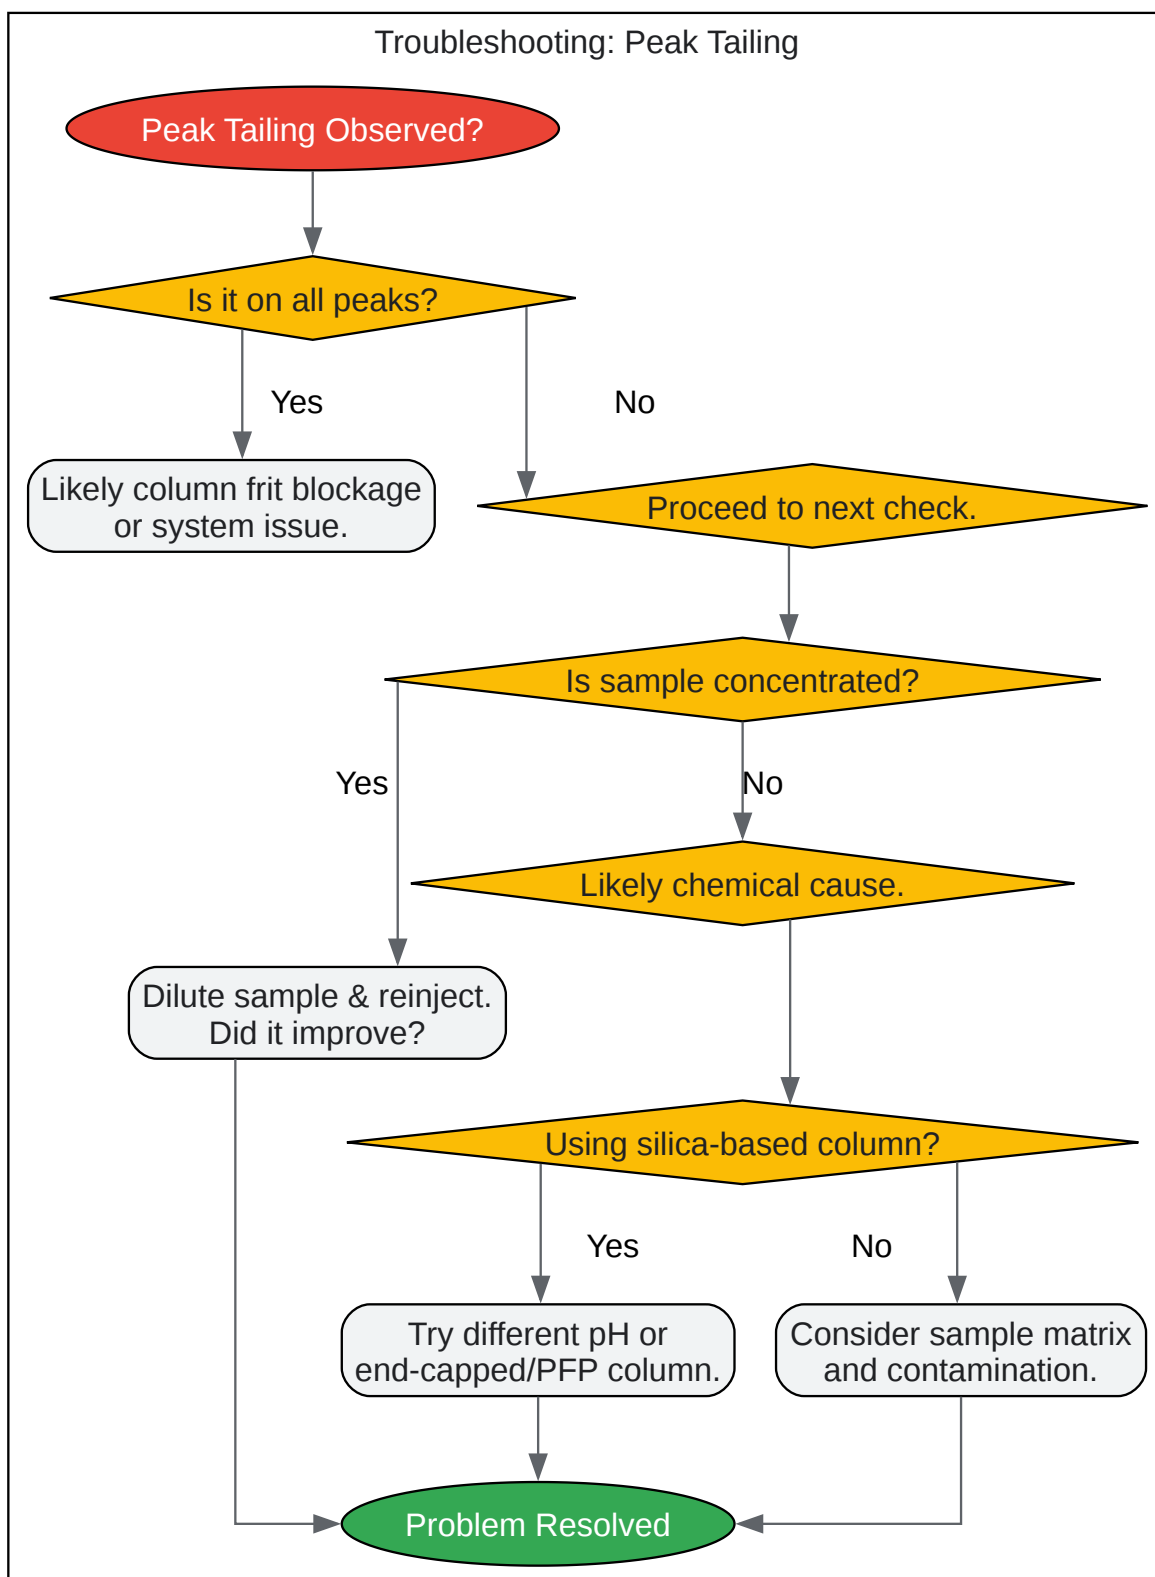 Troubleshooting: Peak Tailing
Peak Tailing Observed?
Is it on all peaks?
Yes
No
Likely column frit blockage
or system issue.
Proceed to next check.
Is sample concentrated?
Yes
No
Likely chemical cause.
Dilute sample & reinject.
Did it improve?
Using silica-based column?
Yes
No
Try different pH or
end-capped/PFP column.
Consider sample matrix
and contamination.
Problem Resolved